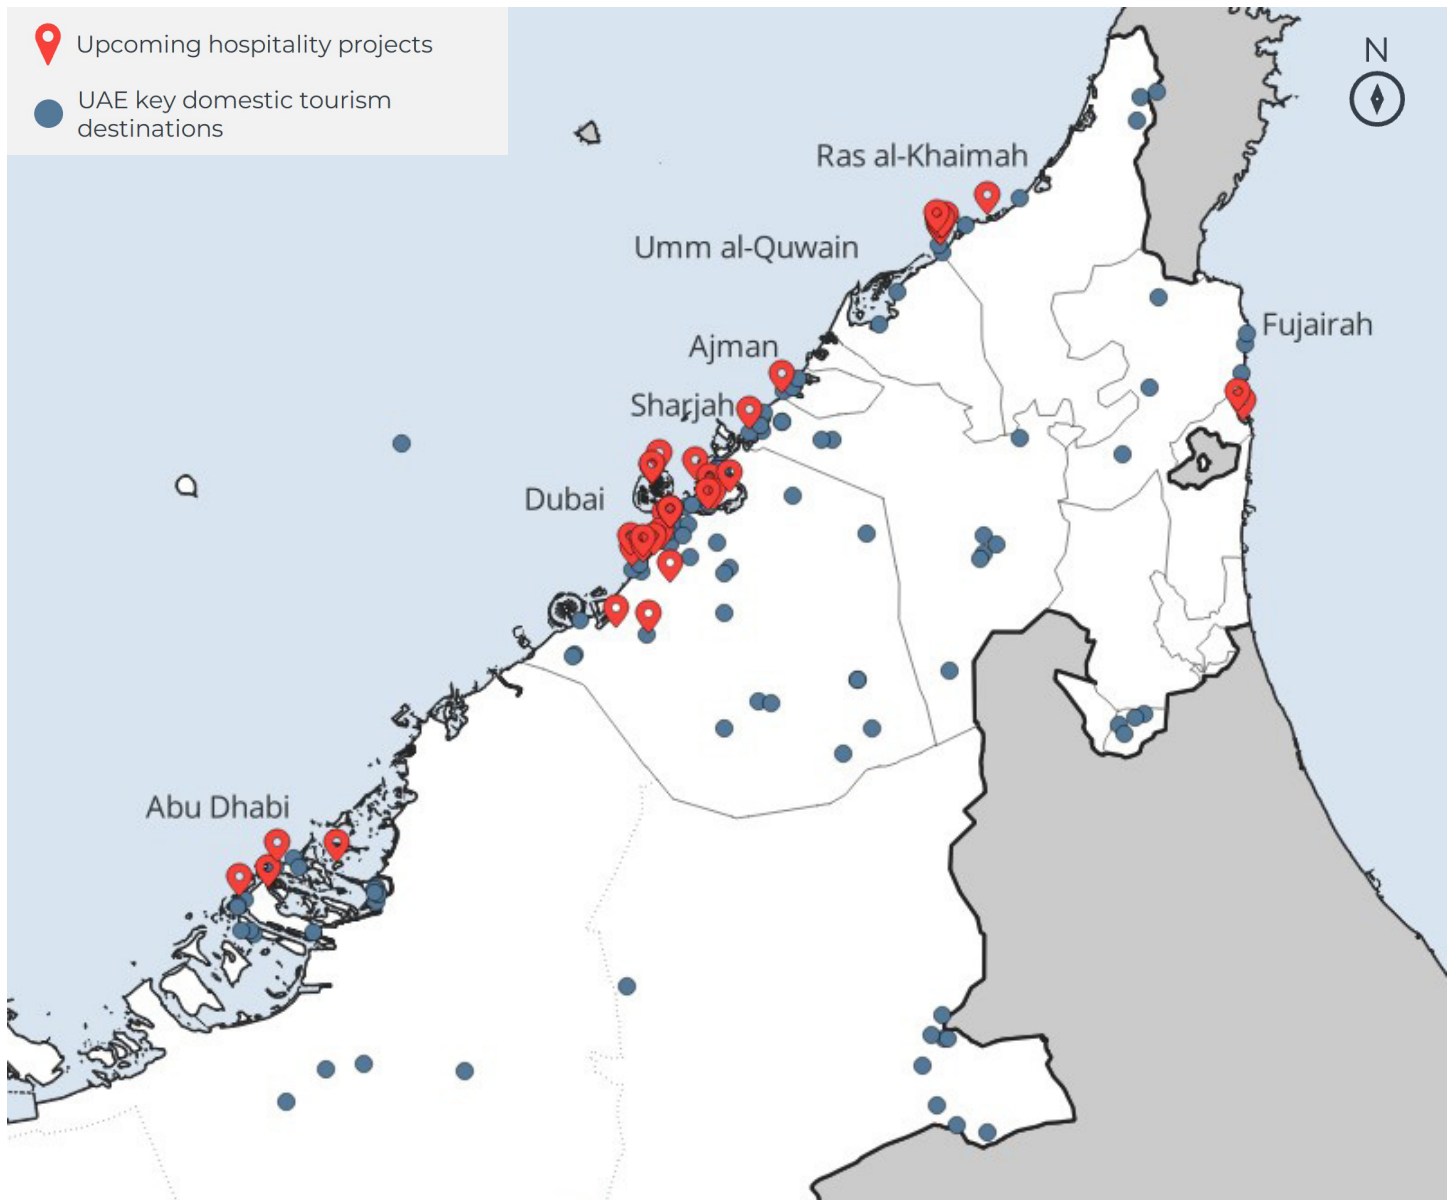 Upcoming hospitality projects
UAE key domestic tourism
destinations
N
Ras al-Khaimah
Umm al-Quwain
Fujairah
Ajman
Sharjah
Dubai
Abu Dhabi